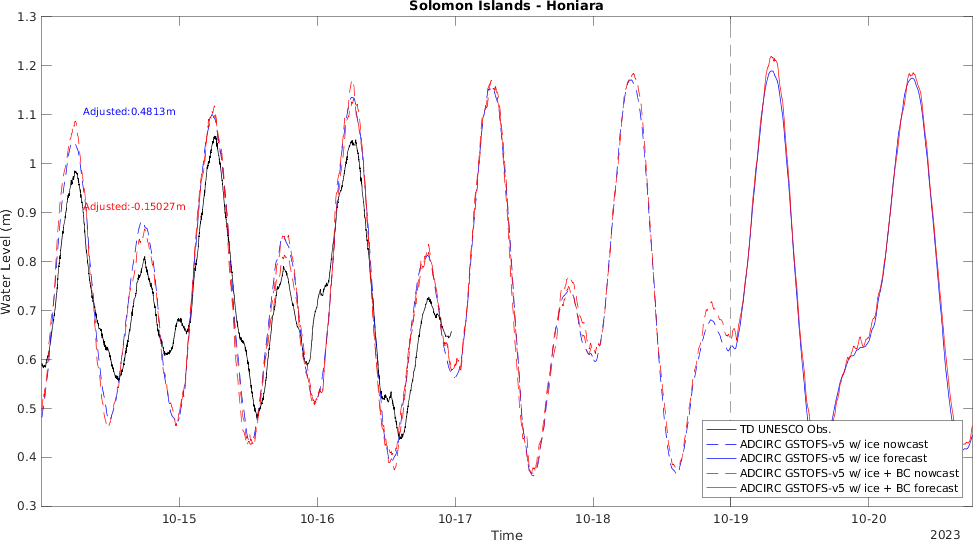 Solomon Islands - Honiara
1.3
1.2
1.1
1
0.9
0.8
0.7
0.6
0.5
0.4
0.3
Water Level (m)
Adjusted:0.4813m
Adjusted:-0.15027m
TD UNESCO Obs.
ADCIRC GSTOFS-v5 w/ ice nowcast
ADCIRC GSTOFS-v5 w/ ice forecast
ADCIRC GSTOFS-v5 w/ ice + BC nowcast
ADCIRC GSTOFS-v5 w/ ice + BC forecast
10-15 10-16 10-17 10-18 10-19 10-20
Time
2023